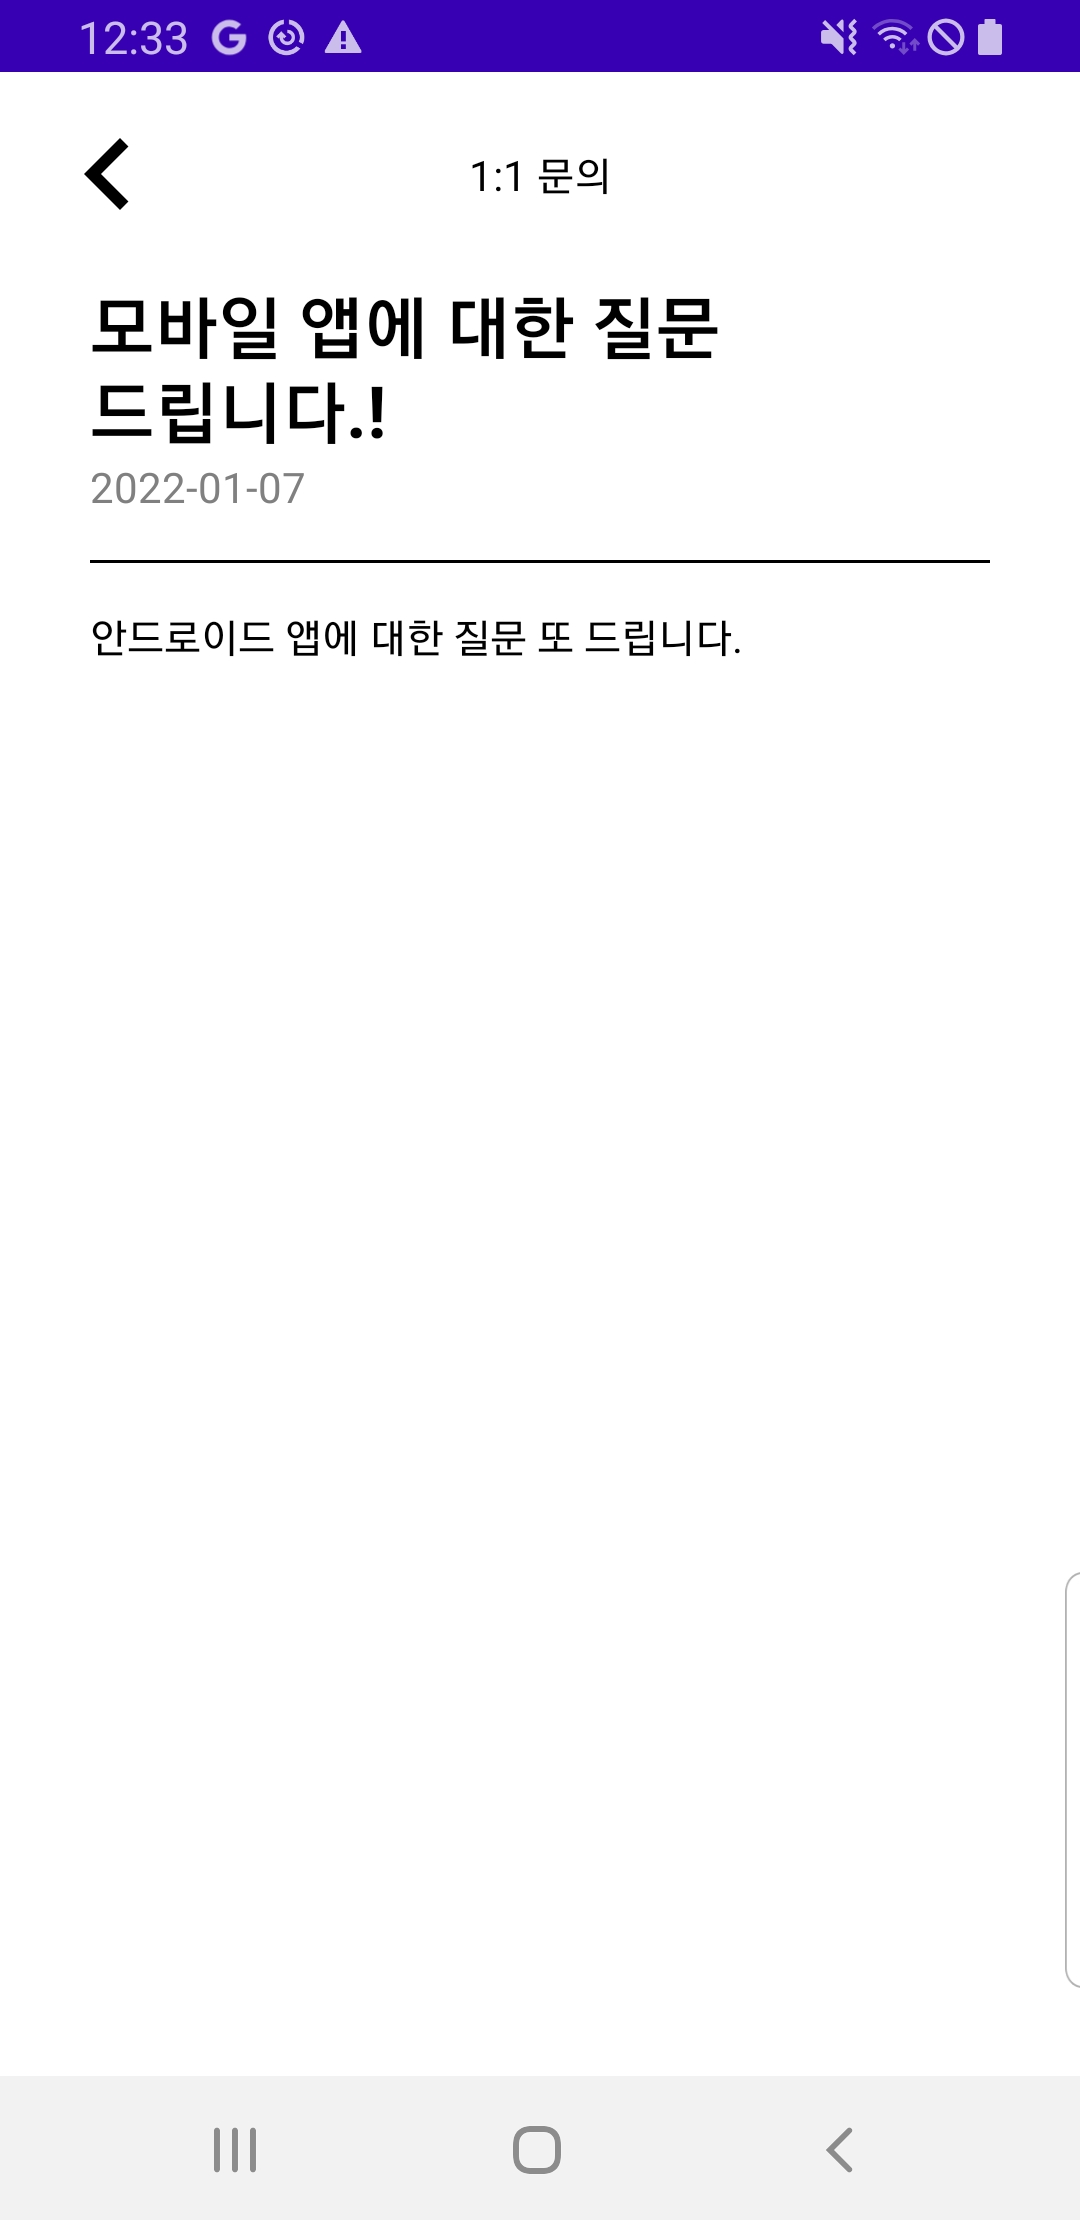 12:33
1:1 문의
모바일 앱에 대한 질문
드립니다.!
2022-01-07
안드로이드 앱에 대한 질문 또 드립니다.